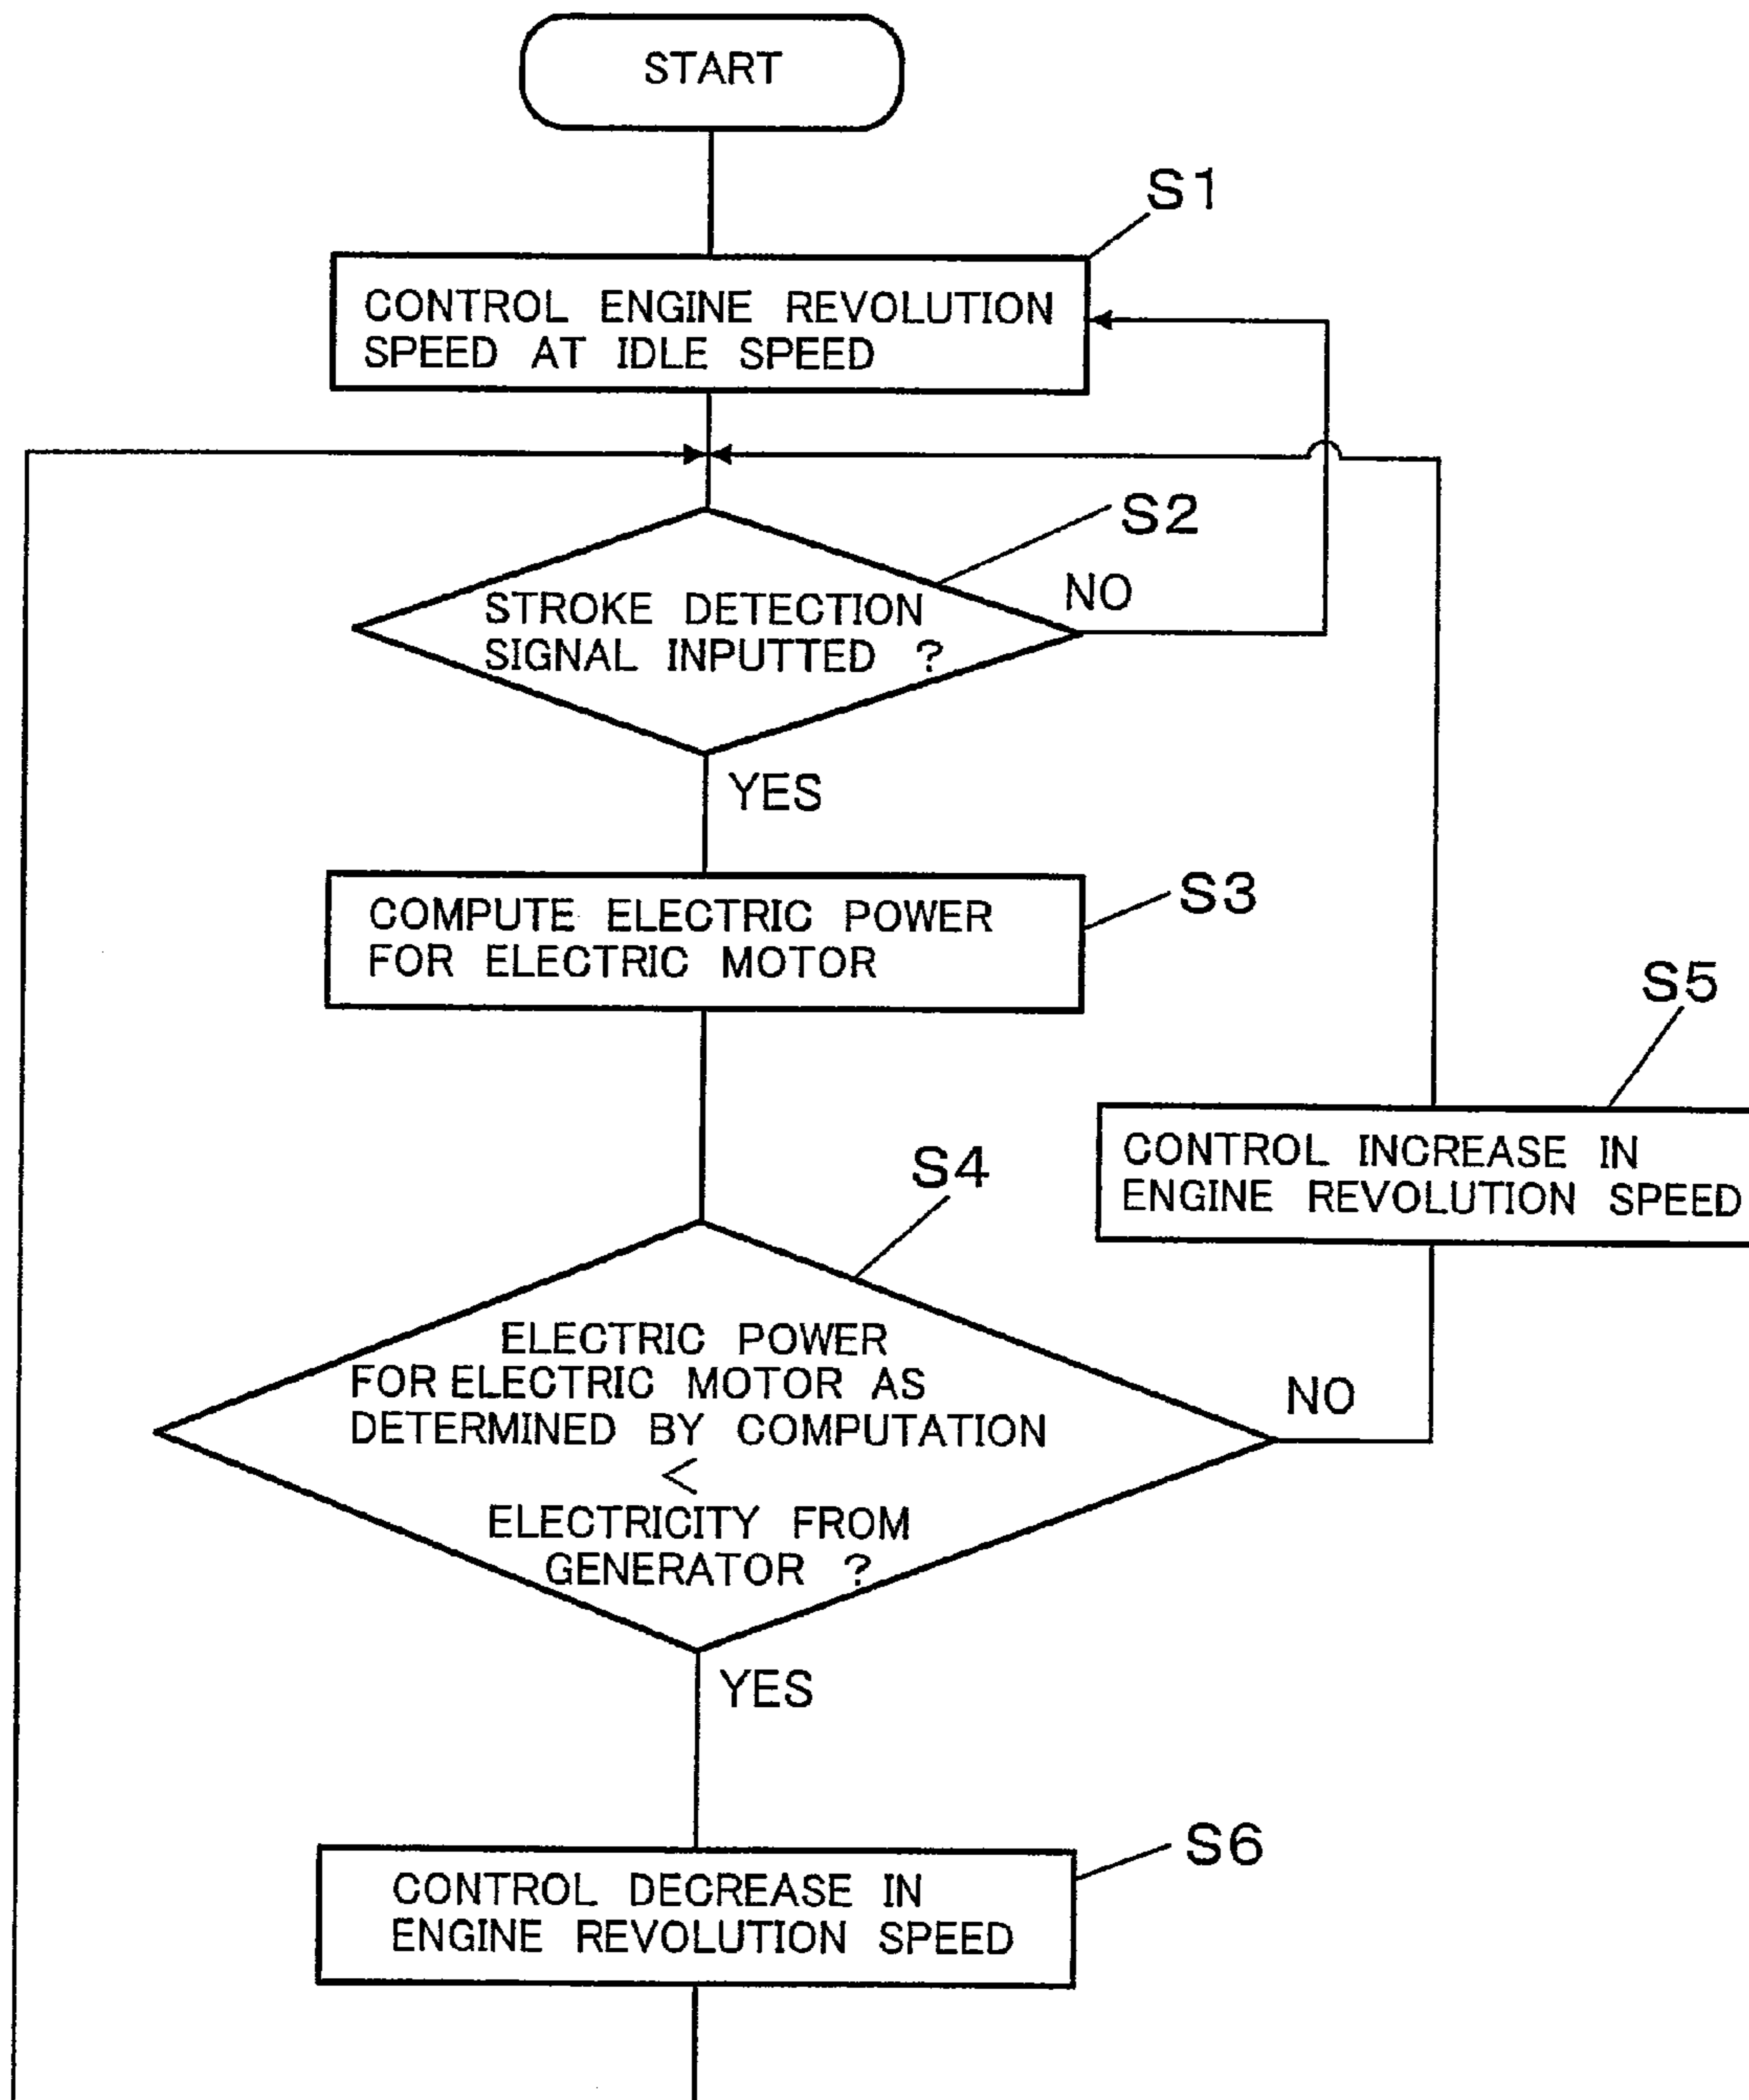 START
S1
CONTROL ENGINE REVOLUTION
SPEED AT IDLE SPEED
S2
NO
STROKE DETECTION
SIGNAL INPUTTED ?
YES
S3
COMPUTE ELECTRIC POWER
FOR ELECTRIC MOTOR
S5
CONTROL INCREASE IN
ENGINE REVOLUTION SPEED
S4
ELECTRIC POWER
FOR ELECTRIC MOTOR AS
DETERMINED BY COMPUTATION
<
ELECTRICITY FROM
GENERATOR ?
NO
YES
S6
CONTROL DECREASE IN
ENGINE REVOLUTION SPEED